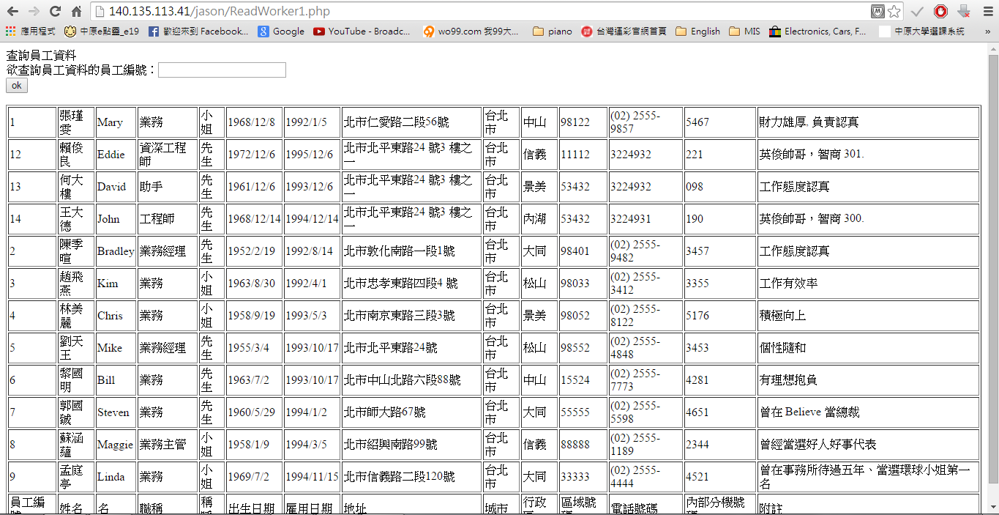 140.135.113.41/jason/ReadWorker1.php
應用程式 中原e點靈_e19 歡迎來到 Facebook... Google YouTube - Broadc... wo99.com 我99大... piano 台灣運彩官網首頁 English MIS Electronics, Cars, F... 中原大學選課系統 »
查詢員工資料
欲查詢員工資料的員工編號：
ok
1 張瑾雯 Mary 業務 小姐 1968/12/8 1992/1/5 北市仁愛路二段56號 台北市 中山 98122 (02) 2555-9857 5467 財力雄厚, 負責認真
12 賴俊良 Eddie 資深工程師 先生 1972/12/6 1995/12/6 北市北平東路24 號3 樓之一 台北市 信義 11112 3224932 221 英俊帥哥，智商 301.
13 何大樓 David 助手 先生 1961/12/6 1993/12/6 北市北平東路24 號3 樓之一 台北市 景美 53432 3224932 098 工作態度認真
14 王大德 John 工程師 先生 1968/12/14 1994/12/14 北市北平東路24 號3 樓之一 台北市 內湖 53432 3224931 190 英俊帥哥，智商 300.
2 陳季暄 Bradley 業務經理 先生 1952/2/19 1992/8/14 北市敦化南路一段1號 台北市 大同 98401 (02) 2555-9482 3457 工作態度認真
3 趙飛燕 Kim 業務 小姐 1963/8/30 1992/4/1 北市忠孝東路四段4 號 台北市 松山 98033 (02) 2555-3412 3355 工作有效率
4 林美麗 Chris 業務 小姐 1958/9/19 1993/5/3 北市南京東路三段3號 台北市 景美 98052 (02) 2555-8122 5176 積極向上
5 劉天王 Mike 業務經理 先生 1955/3/4 1993/10/17 北市北平東路24號 台北市 松山 98552 (02) 2555-4848 3453 個性隨和
6 黎國明 Bill 業務 先生 1963/7/2 1993/10/17 北市中山北路六段88號 台北市 中山 15524 (02) 2555-7773 4281 有理想抱負
7 郭國臹 Steven 業務 先生 1960/5/29 1994/1/2 北市師大路67號 台北市 大同 55555 (02) 2555-5598 4651 曾在 Believe 當總裁
8 蘇涵蘊 Maggie 業務主管 小姐 1958/1/9 1994/3/5 北市紹興南路99號 台北市 信義 88888 (02) 2555-1189 2344 曾經當選好人好事代表
9 孟庭亭 Linda 業務 小姐 1969/7/2 1994/11/15 北市信義路二段120號 台北市 大同 33333 (02) 2555-4444 4521 曾在事務所待過五年、當選環球小姐第一名
員工編號 姓名 名 職稱 稱 出生日期 雇用日期 地址 城市 行政 區域號 電話號碼 內部分機號 附註